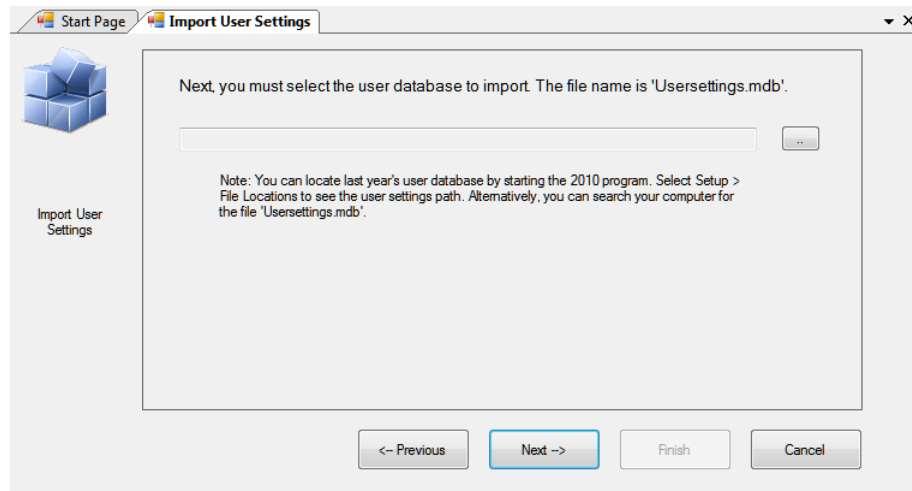 Start Page
Import User Settings
Next, you must select the user database to import. The file name is 'Usersettings.mdb'.
..
Note: You can locate last year's user database by starting the 2010 program. Select Setup >
File Locations to see the user settings path. Alternatively, you can search your computer for
the file 'Usersettings.mdb'.
Import User
Settings
<-- Previous
Next -->
Finish
Cancel